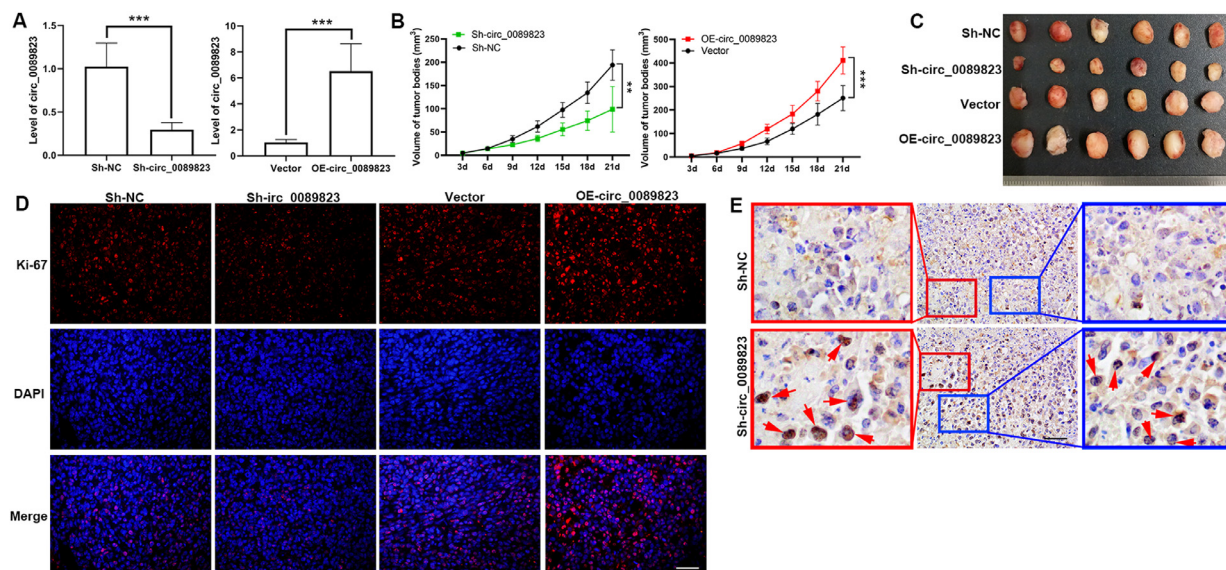 A
Level of circ_0089823
1.5
1.0
0.5
0.0
***
Sh-NC
Sh-circ_0089823
Level of circ_0089823
10
8
6
4
2
0
***
Vector
OE-circ_0089823
B
Volume of tumor bodies (mm³)
250
200
150
100
50
0
Sh-circ_0089823
Sh-NC
**
3d 6d 9d 12d 15d 18d 21d
Volume of tumor bodies (mm³)
500
400
300
200
100
0
OE-circ_0089823
Vector
***
3d 6d 9d 12d 15d 18d 21d
C
Sh-NC
Sh-circ_0089823
Vector
OE-circ_0089823
D
Sh-NC
Sh-irc_0089823
Vector
OE-circ_0089823
Ki-67
DAPI
Merge
E
Sh-NC
Sh-circ_0089823